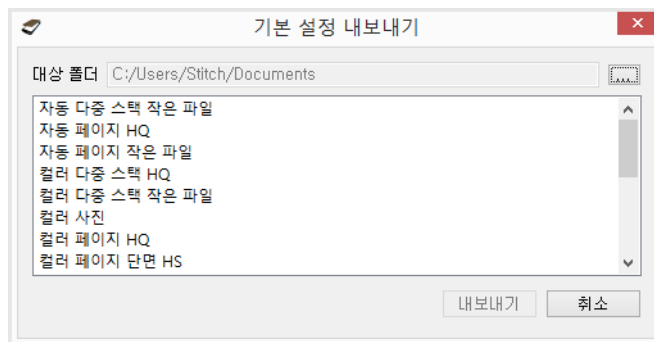 기본 설정 내보내기
대상 폴더 C:/Users/Stitch/Documents ...
자동 다중 스택 작은 파일
자동 페이지 HQ
자동 페이지 작은 파일
컬러 다중 스택 HQ
컬러 다중 스택 작은 파일
컬러 사진
컬러 페이지 HQ
컬러 페이지 단면 HS
내보내기 취소